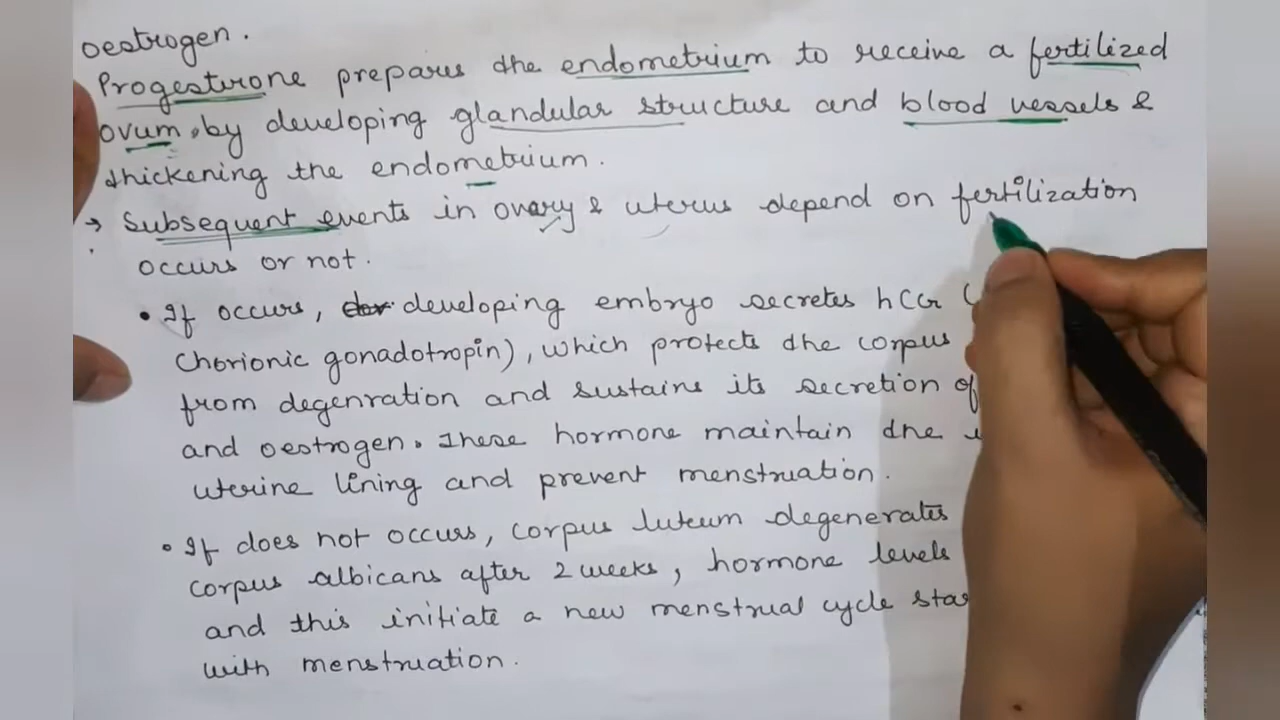 oestrogen.
Progestirone prepares the endometrium to receive a fertilized
ovum, by developing glandular structure and blood vessels &
thickening the endometrium.
→ Subsequent events in ovary & uterus depend on fertilization
occurs or not.
• If occurs, developing embryo secretes hCG (
Chorionic gonadotropin), which protects the corpus
from degenration and sustains its secretion of
and oestrogen. These hormone maintain the
uterine lining and prevent menstruation.
• If does not occurs, corpus luteum degenerates
corpus albicans after 2 weeks, hormone levels
and this initiate a new menstrual cycle
with menstruation.